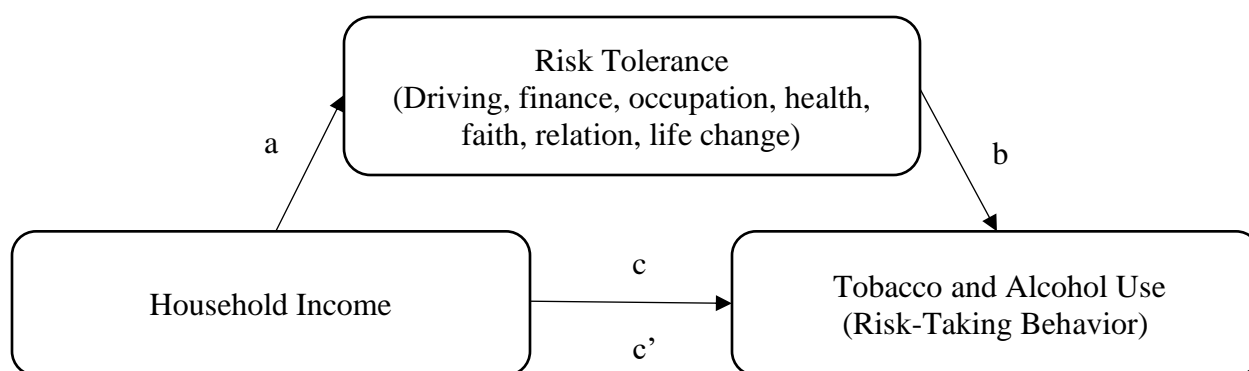 Risk Tolerance
(Driving, finance, occupation, health,
faith, relation, life change)
a
b
Household Income
c
c’
Tobacco and Alcohol Use
(Risk-Taking Behavior)